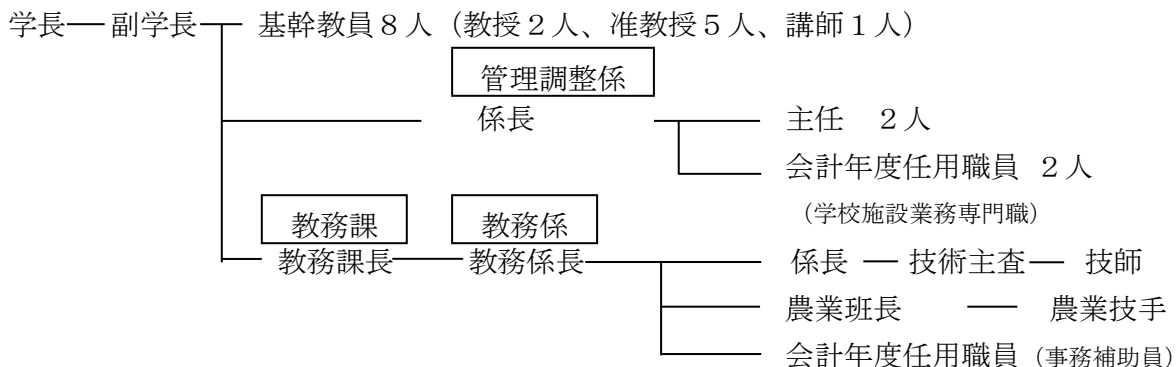 学長 副学長 基幹教員8人(教授2人、准教授5人、講師1人)
管理調整係
係長 主任 2人
会計年度任用職員 2人
(学校施設業務専門職)
教務課 教務係
教務課長 教務係長 係長 技術主査 技師
農業班長 農業技手
会計年度任用職員(事務補助員)